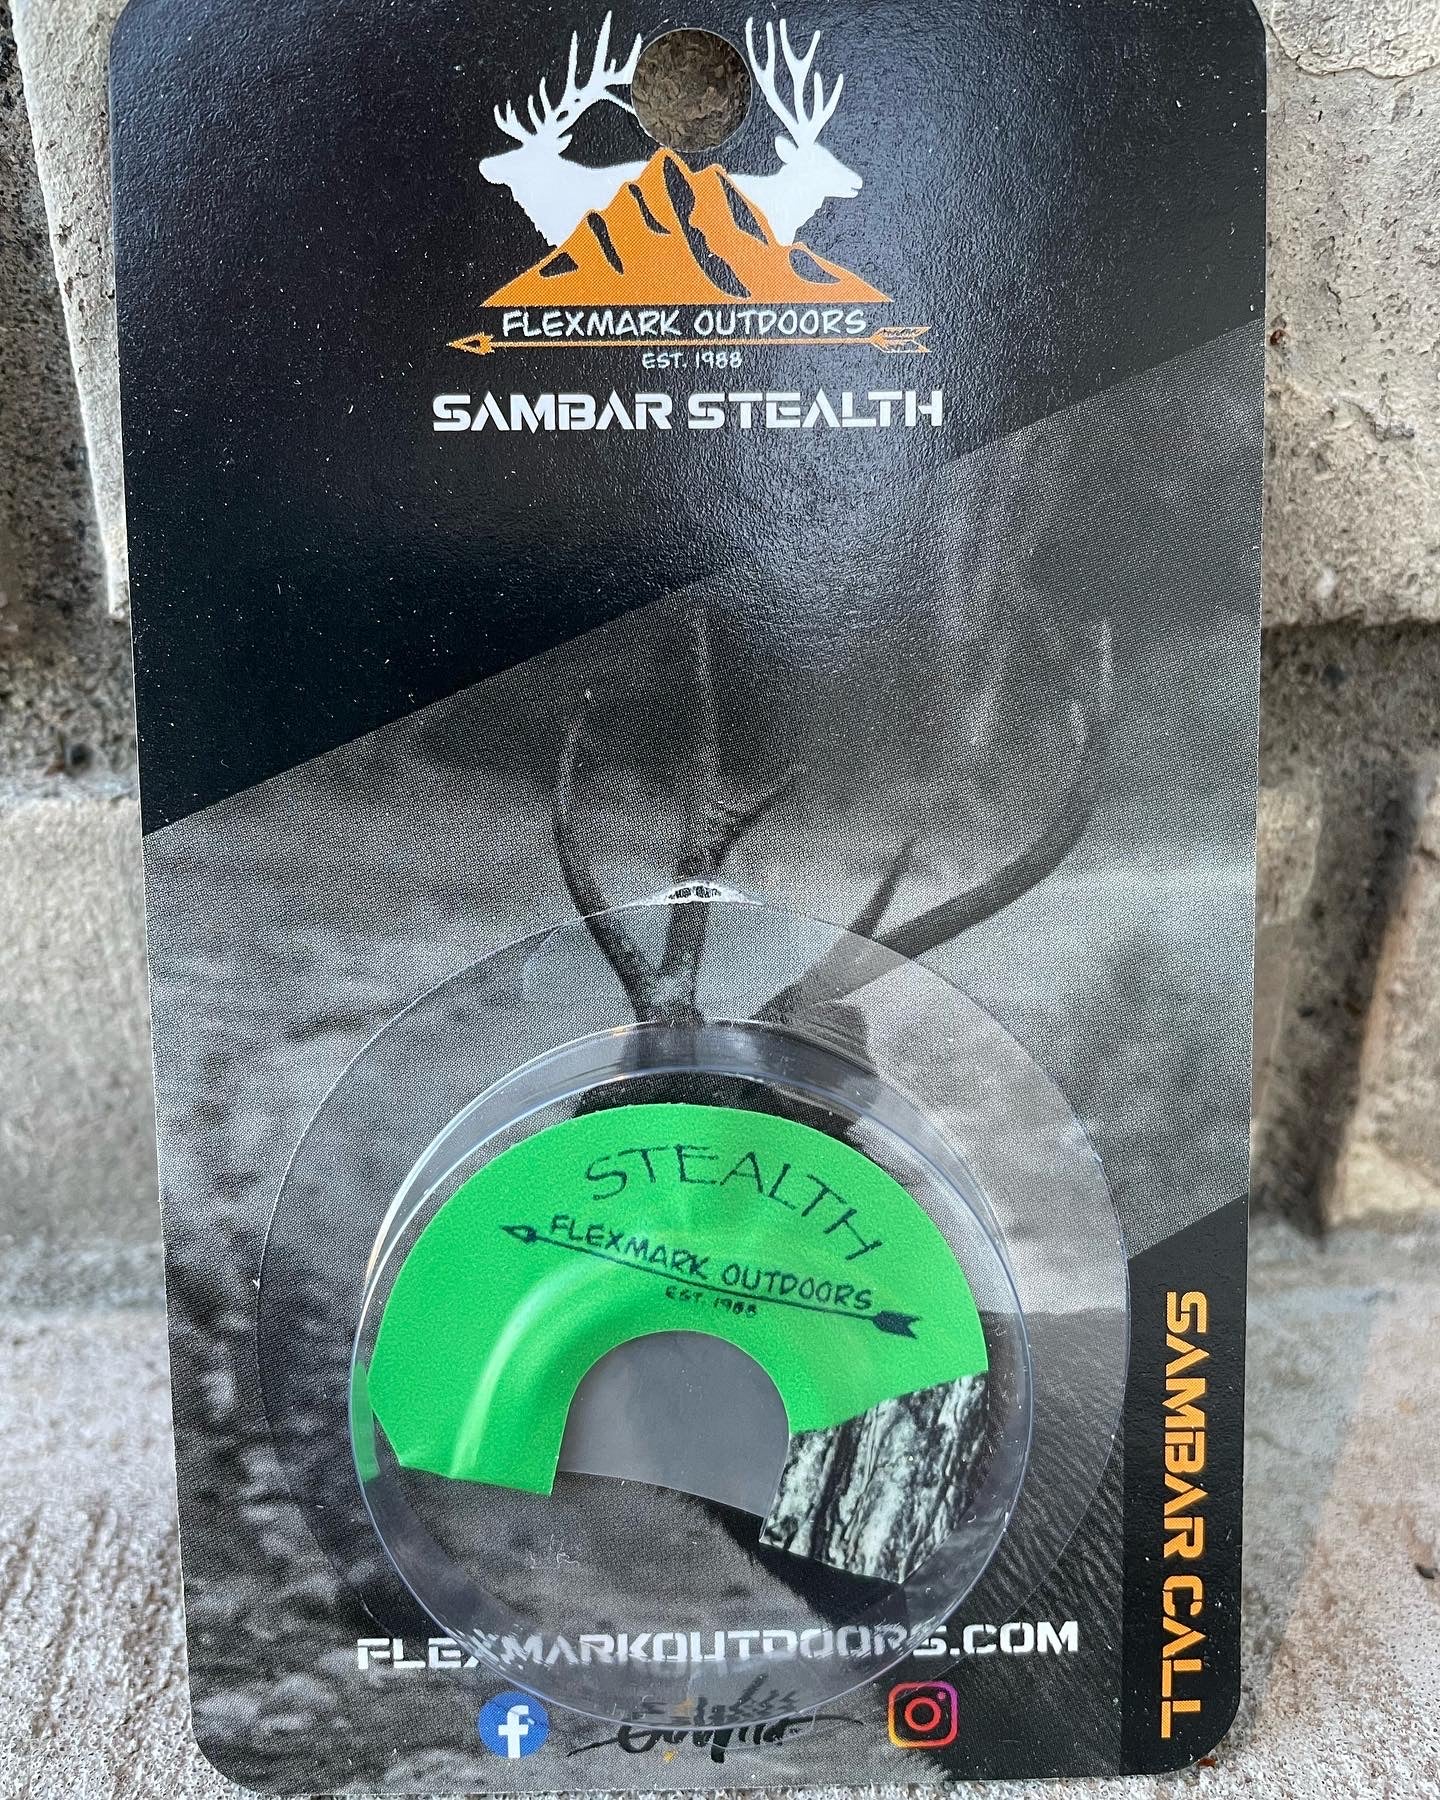 FLEXMARK OUTDOORS
EST. 1988
SAMBAR STEALTH
STEALTH
FLEXMARK OUTDOORS
EST. 1988
SAMBAR CALL
FLEXMARKOUTDOORS.COM
f